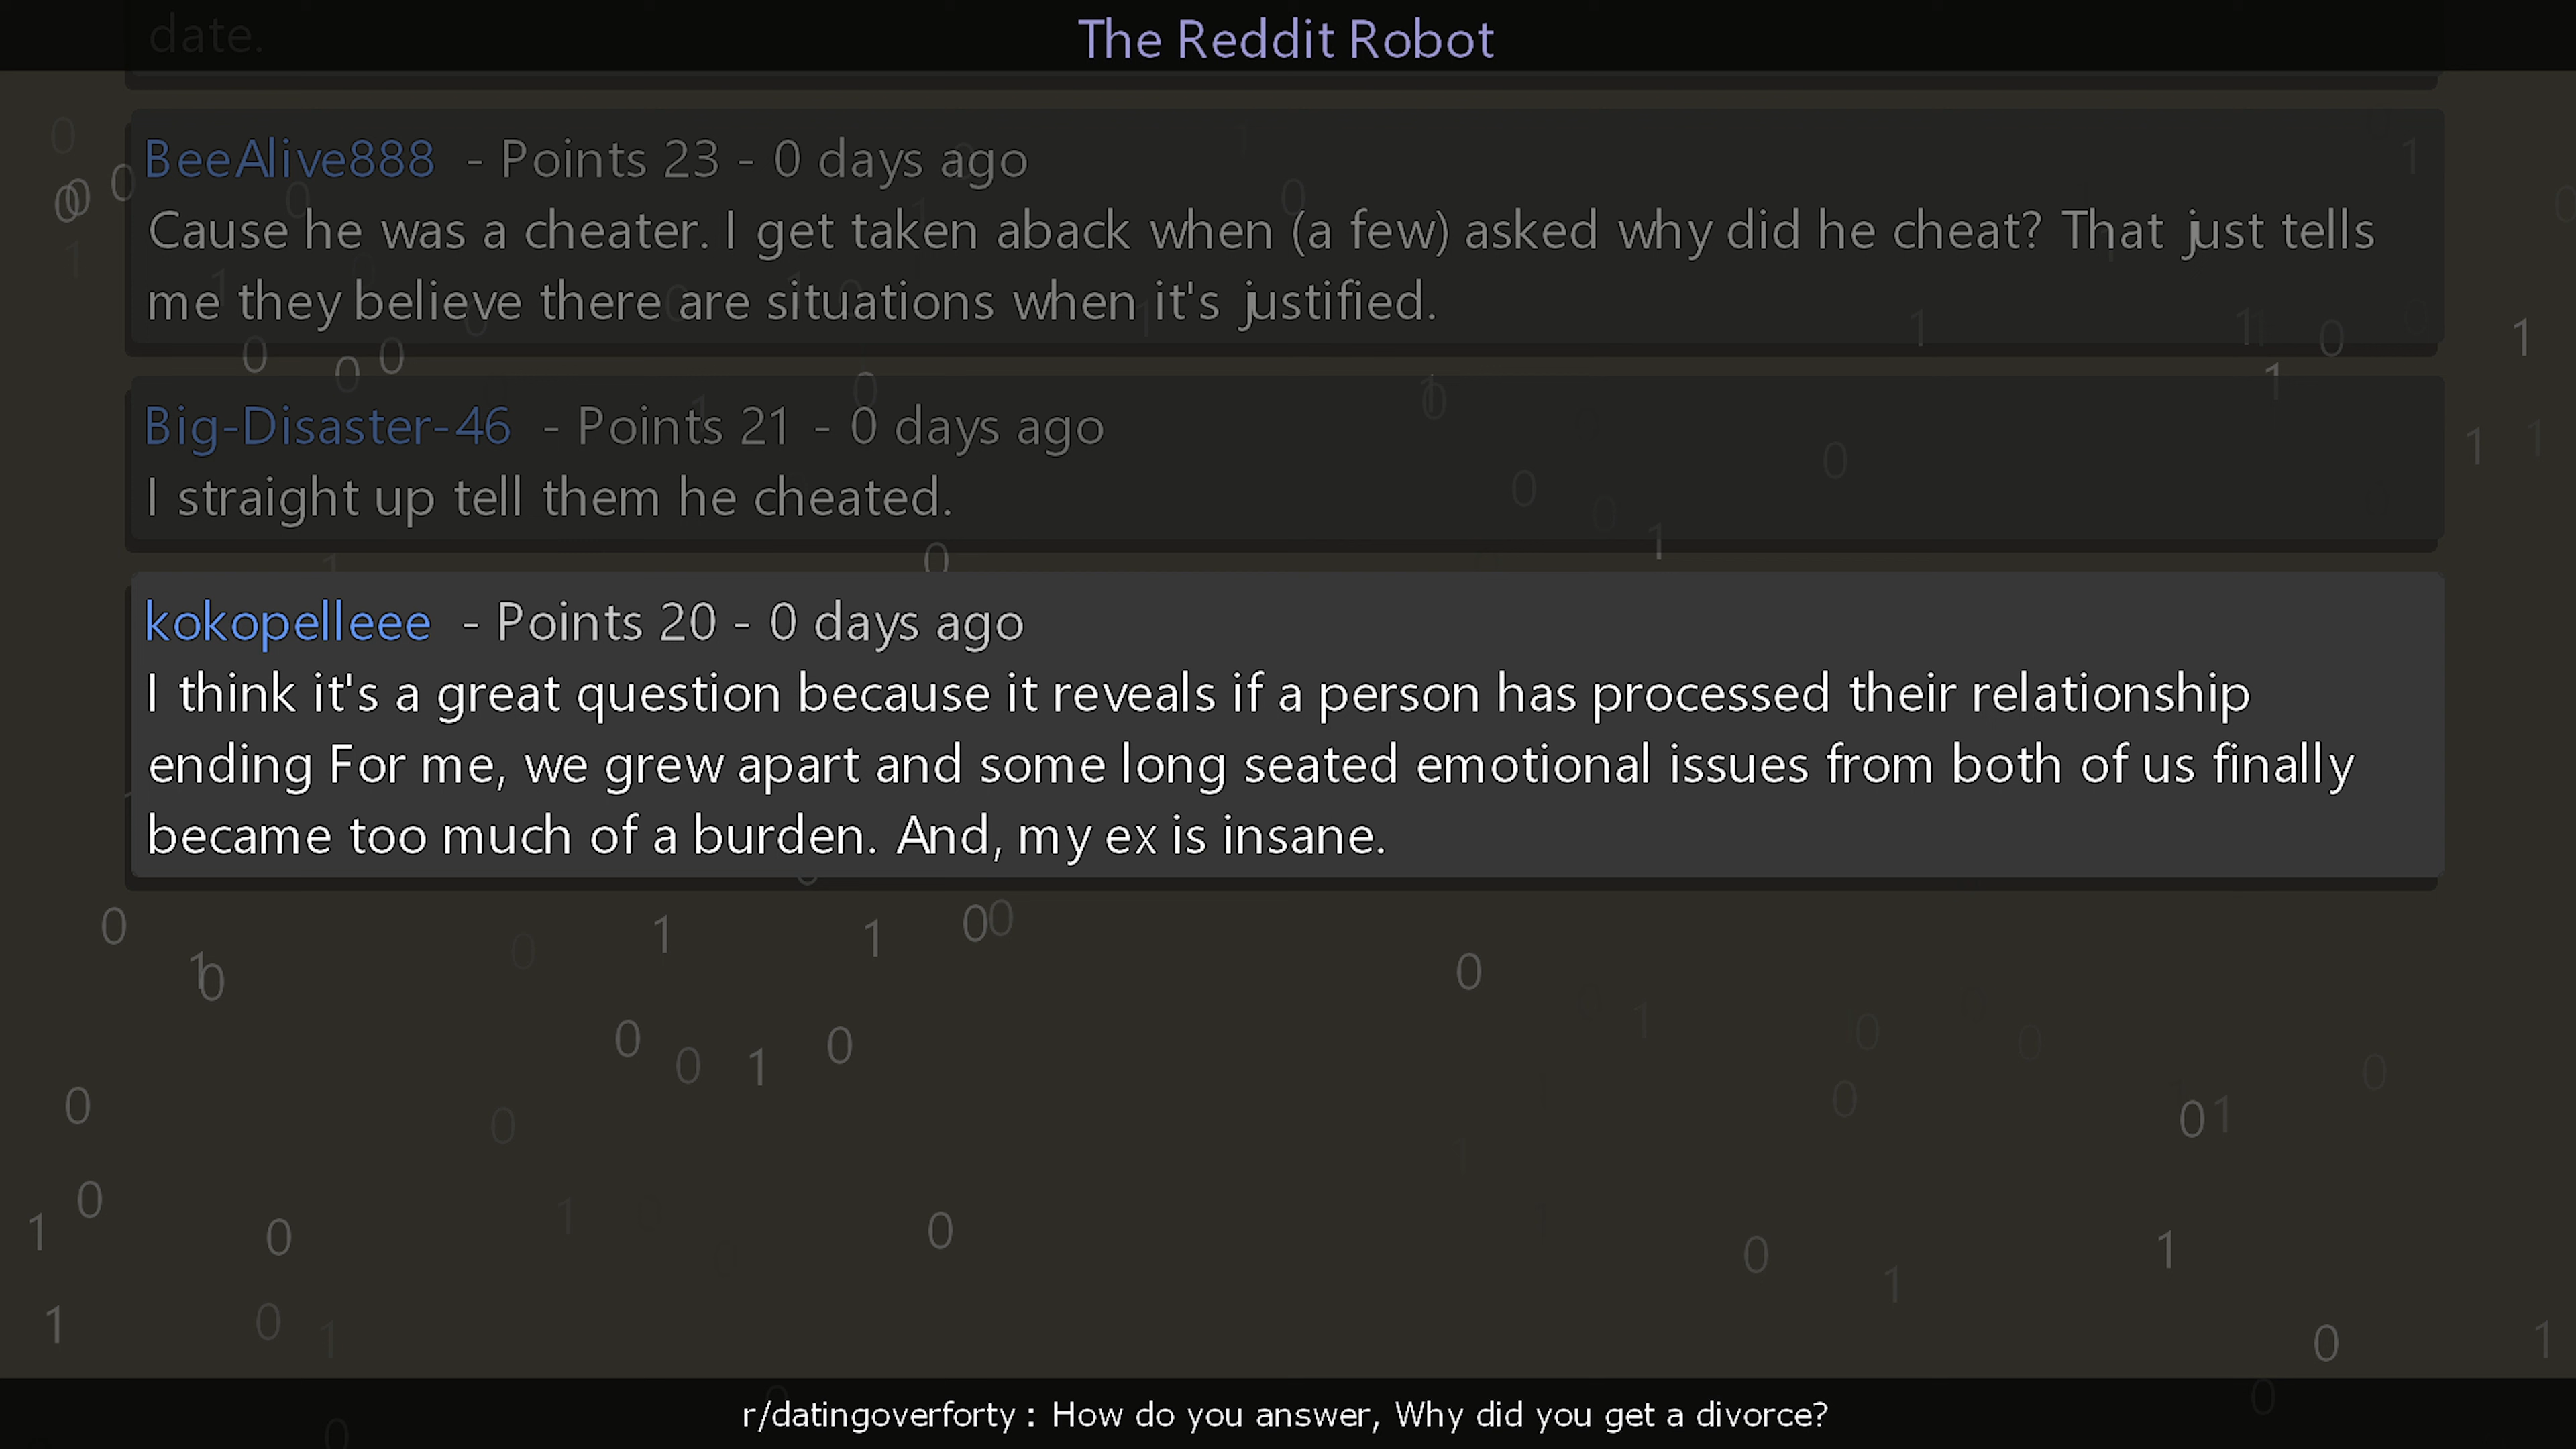 date.
The Reddit Robot
BeeAlive888 - Points 23 - 0 days ago
Cause he was a cheater. I get taken aback when (a few) asked why did he cheat? That just tells
me they believe there are situations when it's justified.
Big-Disaster-46 - Points 21 - 0 days ago
I straight up tell them he cheated.
kokopelleee - Points 20 - 0 days ago
I think it's a great question because it reveals if a person has processed their relationship
ending For me, we grew apart and some long seated emotional issues from both of us finally
became too much of a burden. And, my ex is insane.
r/datingoverforty : How do you answer, Why did you get a divorce?